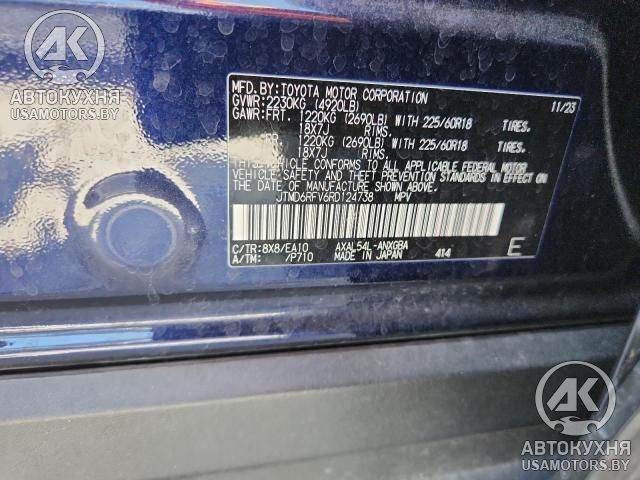 AK
АВТОКУХНЯ
USAMOTORS.BY
MFD. BY: TOYOTA MOTOR CORPORATION 11/23
GVWR: 2230KG (4920LB)
GAWR: FRT. 1220KG (2690LB) WITH 225/60R18 TIRES.
18X7J RIMS.
1220KG (2690LB) WITH 225/60R18 TIRES.
18X7J RIMS.
VEHICLE CONFORMS TO ALL APPLICABLE FEDERAL MOTOR
VEHICLE SAFETY AND THEFT PREVENTION STANDARDS IN EFFECT
ON THE DATE OF MANUFACTURE SHOWN ABOVE.
JTMD6RFV6RD124738 MPV
C/TR: 8X8/EA10 AXAL54L-ANXGBA
A/TM: /P710 MADE IN JAPAN 414 E
AK
АВТОКУХНЯ
USAMOTORS.BY